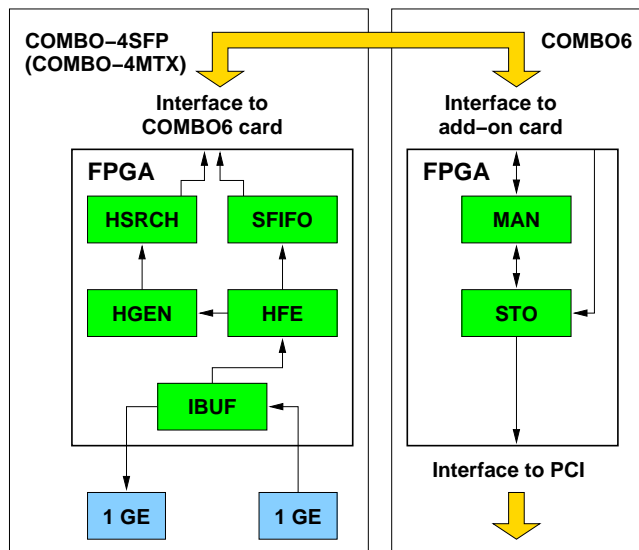 COMBO−4SFP
(COMBO−4MTX)
Interface to
COMBO6 card
FPGA
HSRCH
SFIFO
HGEN
HFE
IBUF
1 GE
1 GE
COMBO6
Interface to
add−on card
FPGA
MAN
STO
Interface to PCI